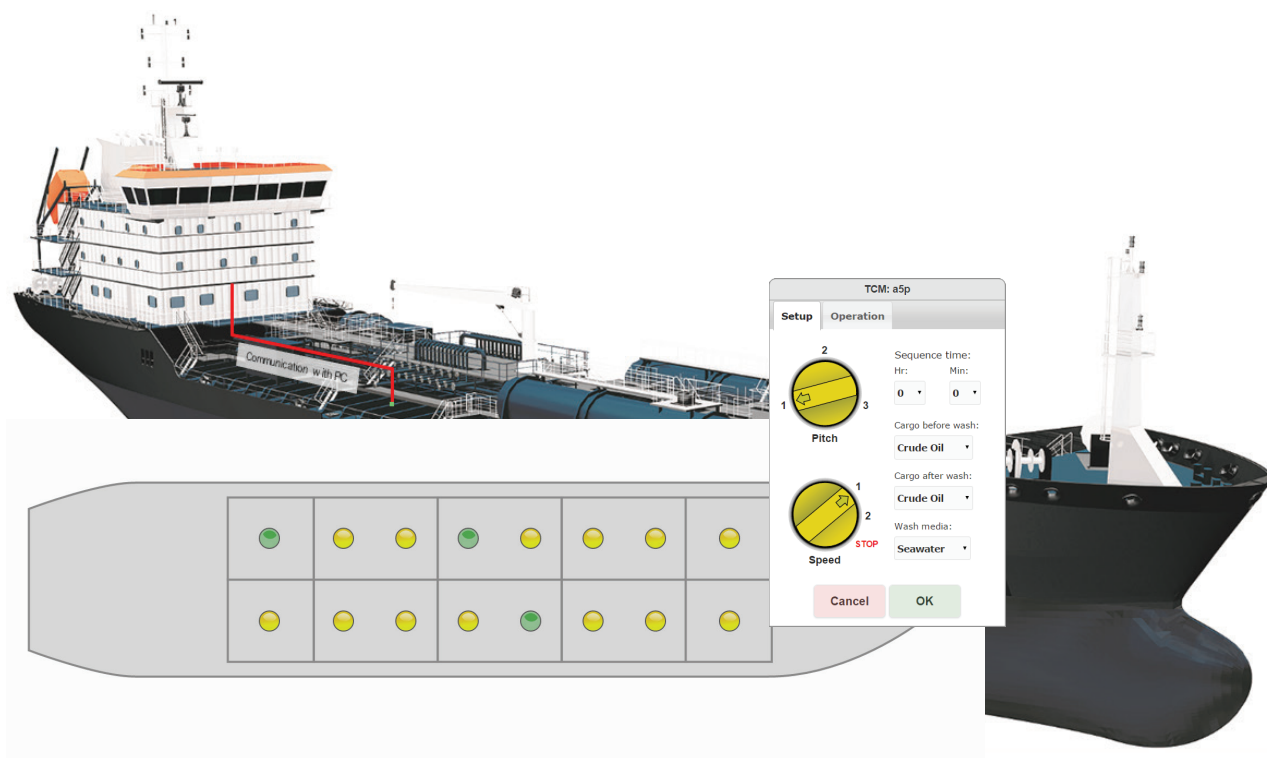 Communication with PC
TCM: a5p
Setup
Operation
2
1
3
Pitch
Sequence time:
Hr:
Min:
0
0
Cargo before wash:
Crude Oil
Cargo after wash:
Crude Oil
1
2
STOP
Speed
Wash media:
Seawater
Cancel
OK